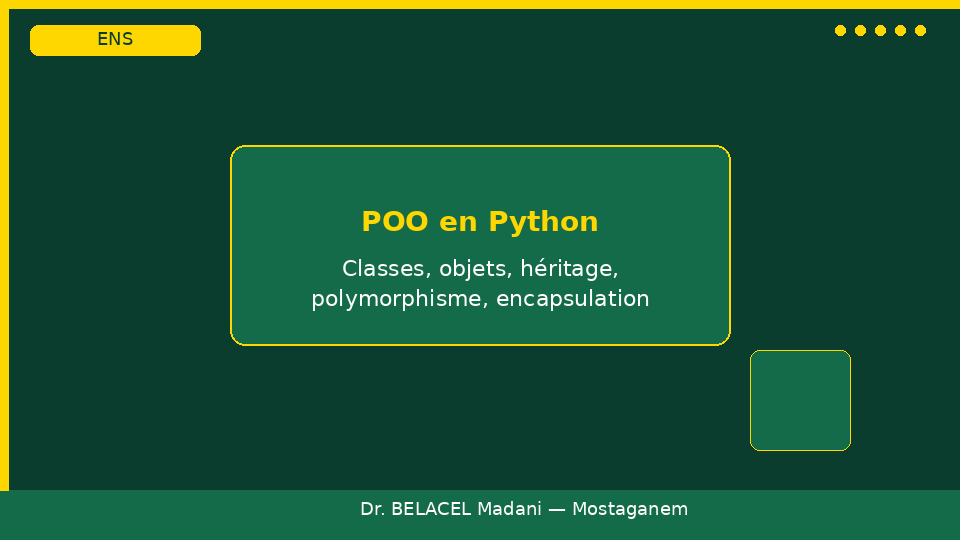 ENS
POO en Python
Classes, objets, héritage,
polymorphisme, encapsulation
Dr. BELACEL Madani — Mostaganem